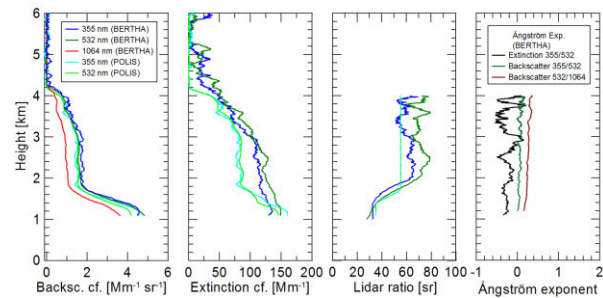 355 nm (BERTHA)
532 nm (BERTHA)
1064 nm (BERTHA)
355 nm (POLIS)
532 nm (POLIS)
Ångström Exp.
(BERTHA)
Extinction 355/532
Backscatter 355/532
Backscatter 532/1064
Height [km]
6
5
4
3
2
1
0
0 2 4 6
Backsc. cf. [Mm⁻¹ sr⁻¹]
0 50 100 150 200
Extinction cf. [Mm⁻¹]
0 20 40 60 80 100
Lidar ratio [sr]
-1 0 1 2
Ångström exponent